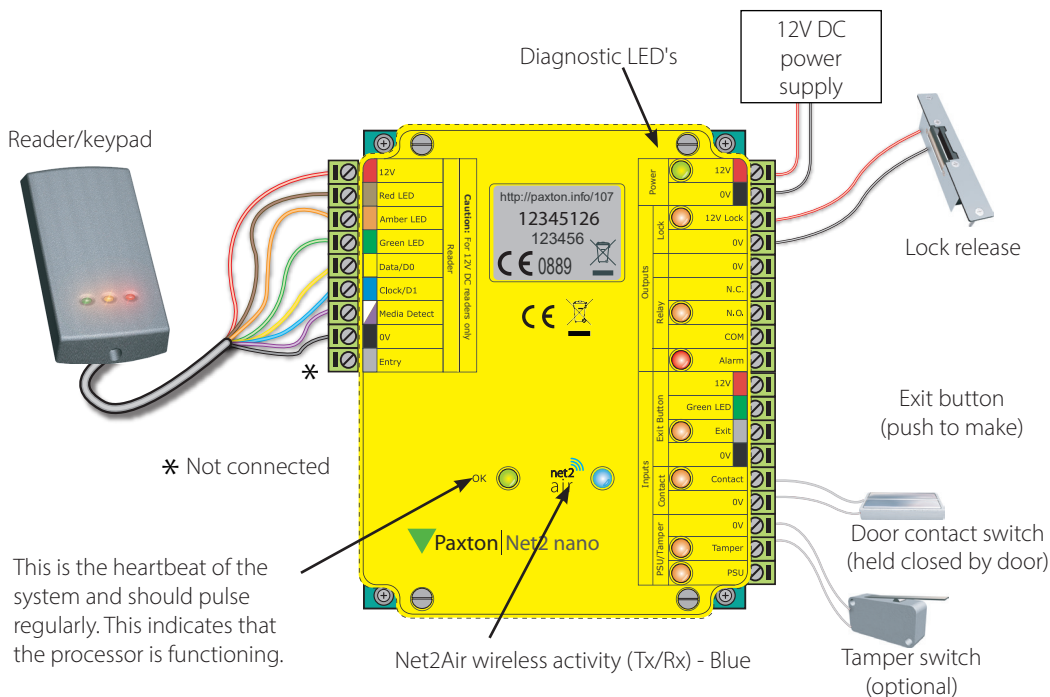 12V DC
power
supply
Diagnostic LED's
Reader/keypad
Lock release
12V
Red LED
Amber LED
Green LED
Data/D0
Clock/D1
Media Detect
0V
Entry
Reader
Caution: For 12V DC readers only
http://paxton.info/107
12345126
123456
CE 0889
CE
Power
12V
0V
Outputs
Lock
12V Lock
0V
Relay
0V
N.C.
N.O.
COM
Alarm
Inputs
Exit Button
12V
Green LED
Exit
0V
Contact
Contact
0V
PSU/Tamper
0V
Tamper
PSU
Exit button
(push to make)
* Not connected
*
OK
net2
air
Paxton|Net2 nano
Door contact switch
(held closed by door)
This is the heartbeat of the
system and should pulse
regularly. This indicates that
the processor is functioning.
Net2Air wireless activity (Tx/Rx) - Blue
Tamper switch
(optional)